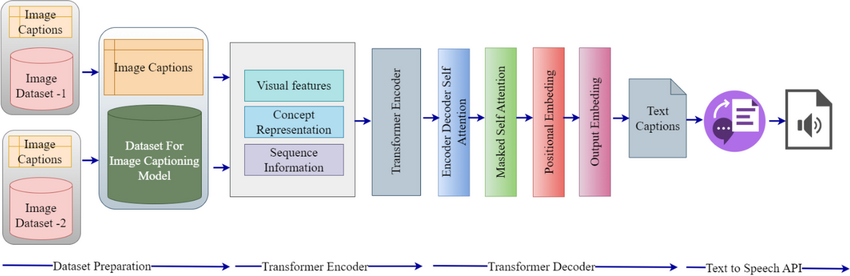 Image
Captions
Image
Dataset -1
Image
Captions
Image
Dataset -2
Image Captions
Dataset For
Image Captioning
Model
Visual features
Concept
Representation
Sequence
Information
Transformer Encoder
Encoder Decoder Self
Attention
Masked Self Attention
Positional Embeding
Output Embeding
Text
Captions
Dataset Preparation
Transformer Encoder
Transformer Decoder
Text to Speech API